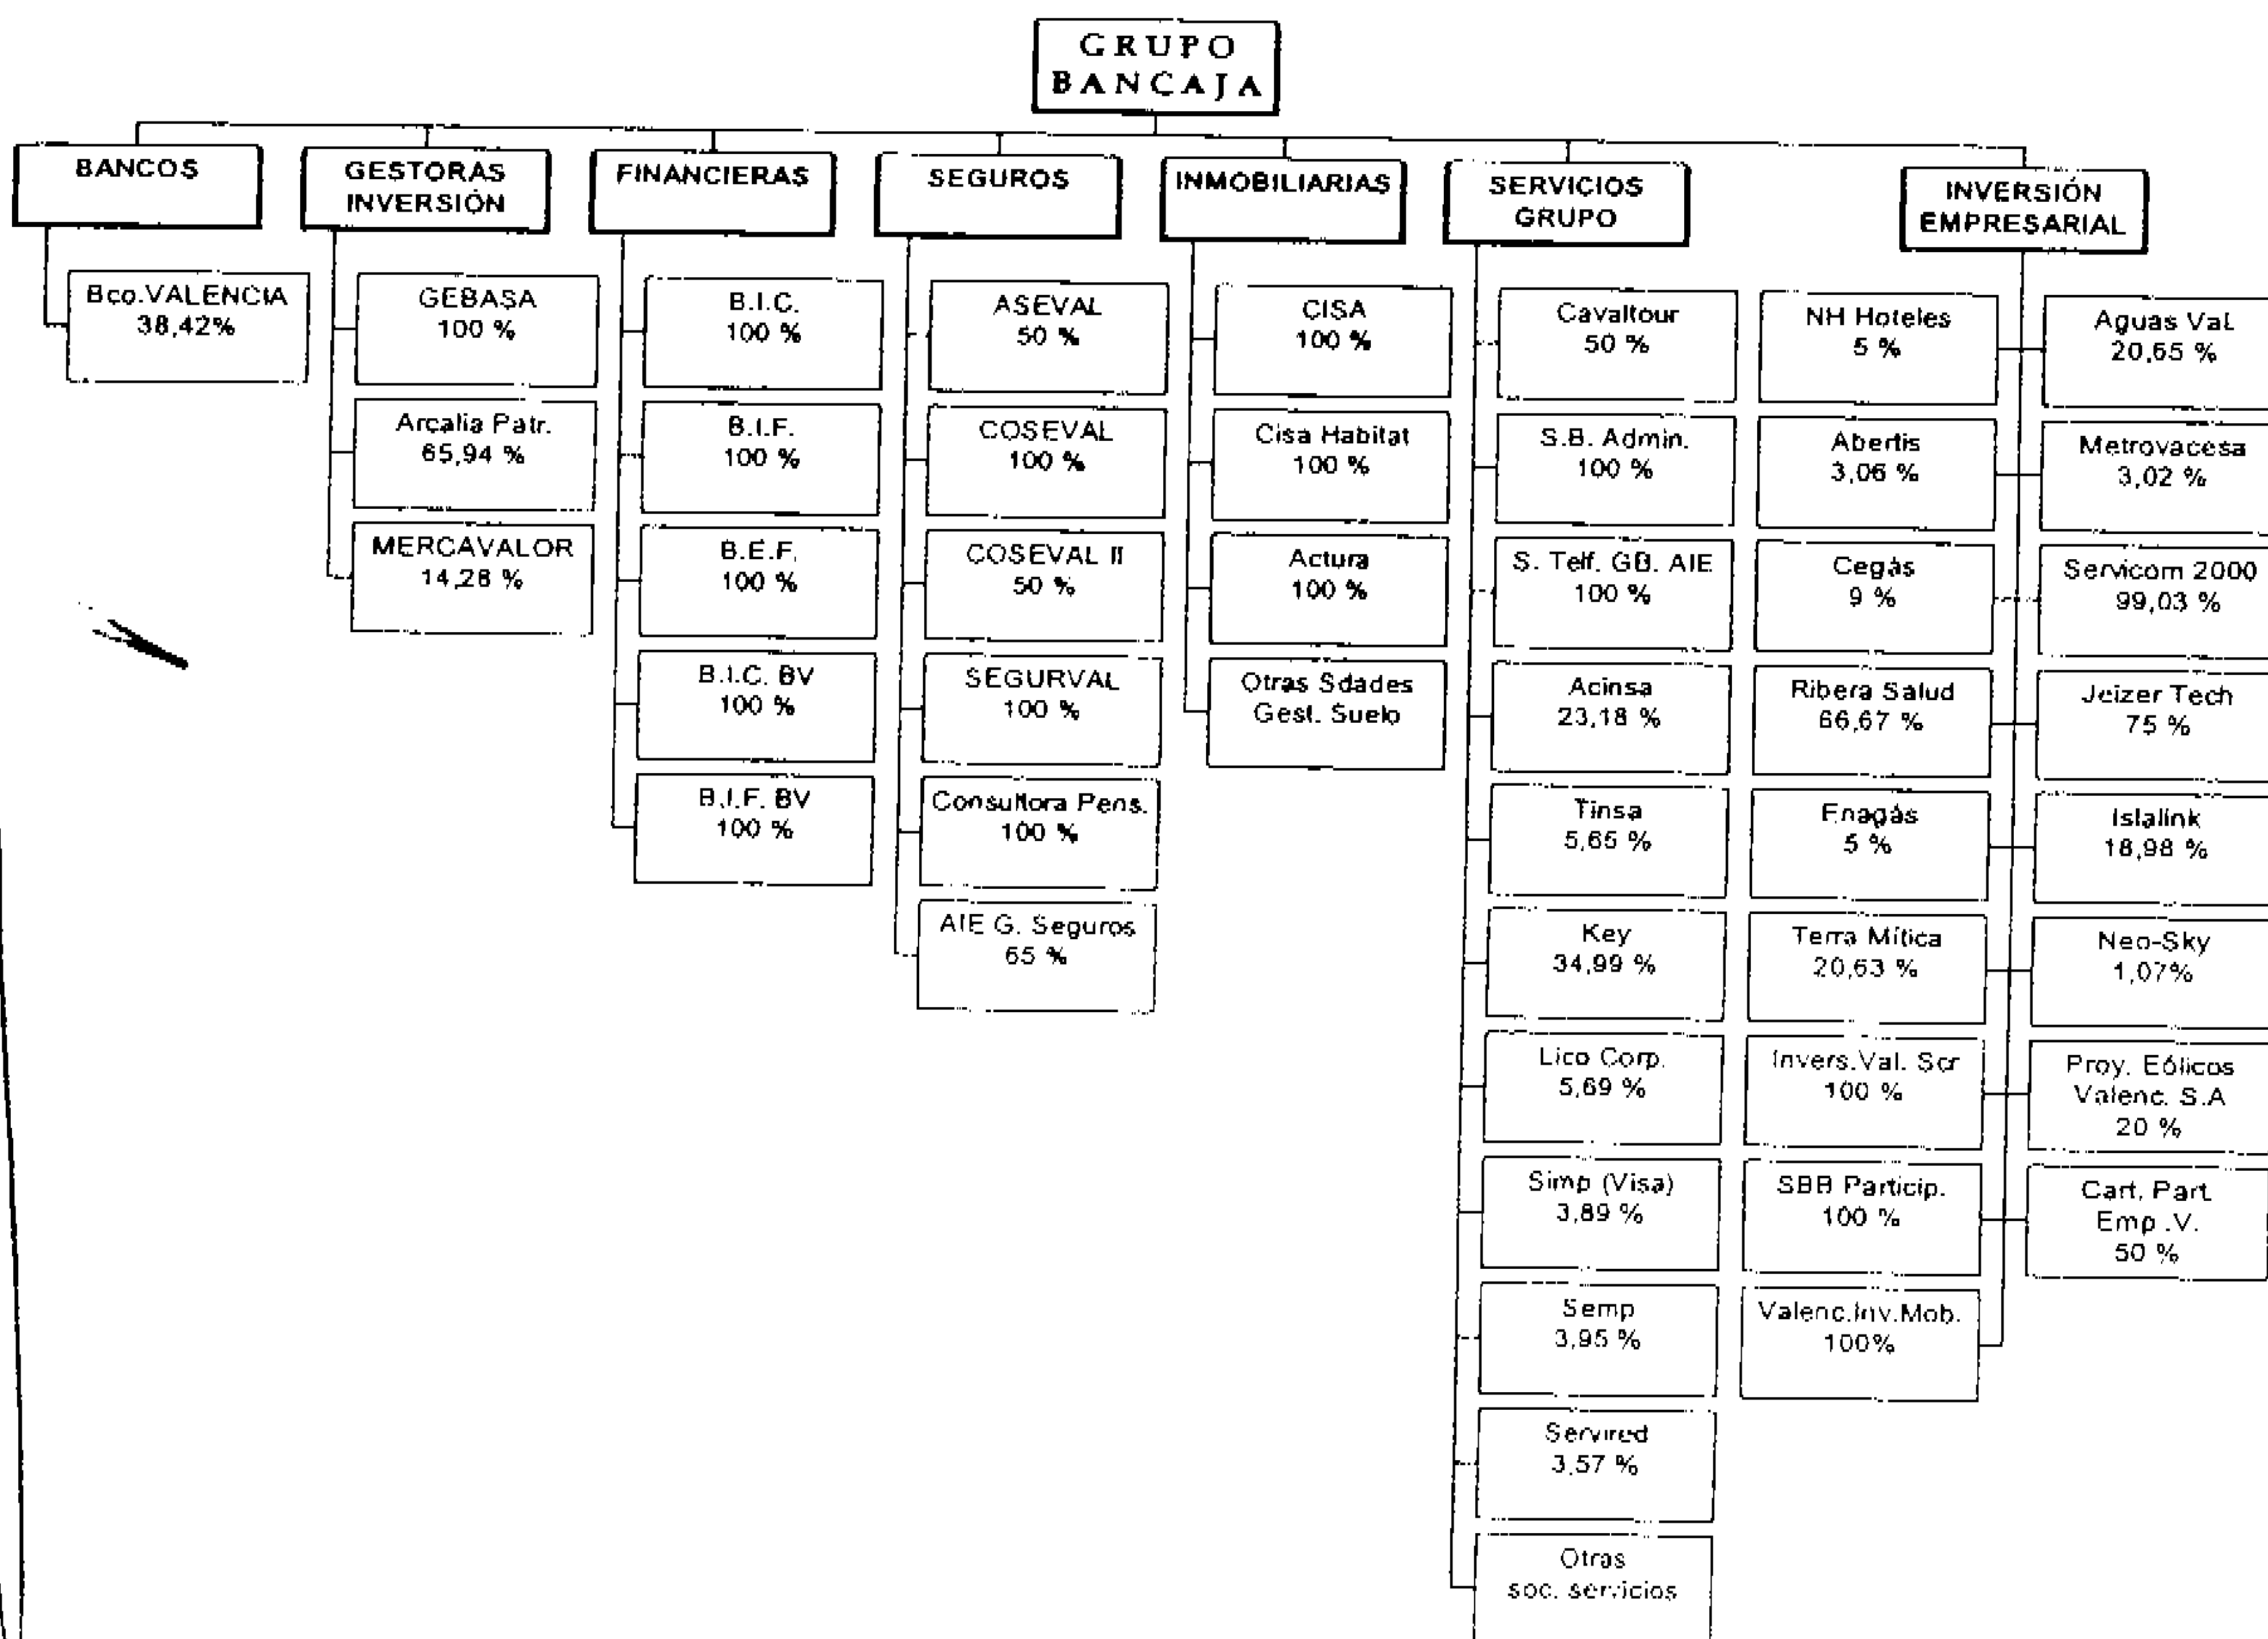 GRUPO
BANCAJA
BANCOS
Bco.VALENCIA
38,42%
GESTORAS
INVERSIÓN
GEBASA
100 %
Arcalia Patr.
65,94 %
MERCAVALOR
14,28 %
FINANCIERAS
B.I.C.
100 %
B.I.F.
100 %
B.E.F.
100 %
B.I.C. BV
100 %
B.I.F. BV
100 %
SEGUROS
ASEVAL
50 %
COSEVAL
100 %
COSEVAL II
50 %
SEGURVAL
100 %
Consultora Pens.
100 %
AIE G. Seguros
65 %
INMOBILIARIAS
CISA
100 %
Cisa Habitat
100 %
Actura
100 %
Otras Sdades
Gest. Suelo
SERVICIOS
GRUPO
Cavaltour
50 %
S.B. Admin.
100 %
S. Telf. GB. AIE
100 %
Acinsa
23,18 %
Tinsa
5,65 %
Key
34,99 %
Lico Corp.
5,69 %
Simp (Visa)
3,89 %
Semp
3,95 %
Servired
3,57 %
Otras
soc. servicios
INVERSIÓN
EMPRESARIAL
NH Hoteles
5 %
Abertis
3,06 %
Cegás
9 %
Ribera Salud
66,67 %
Enagás
5 %
Terra Mítica
20,63 %
Invers.Val. Scr
100 %
SBB Particip.
100 %
Valenc.Inv.Mob.
100%
Aguas Val.
20,65 %
Metrovacesa
3,02 %
Servicom 2000
99,03 %
Jeizer Tech
75 %
Islalink
18,98 %
Neo-Sky
1,07%
Proy. Eólicos
Valenc. S.A
20 %
Cart. Part.
Emp .V.
50 %